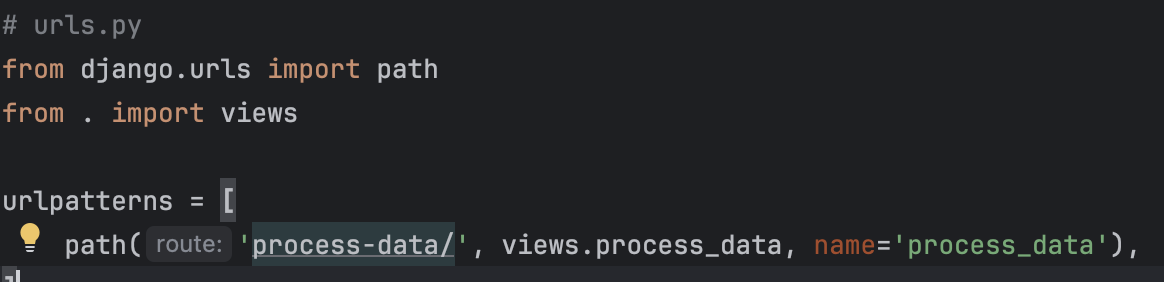 # urls.py
from django.urls import path
from . import views
urlpatterns = [
path( route: 'process-data/', views.process_data, name='process_data'),
]